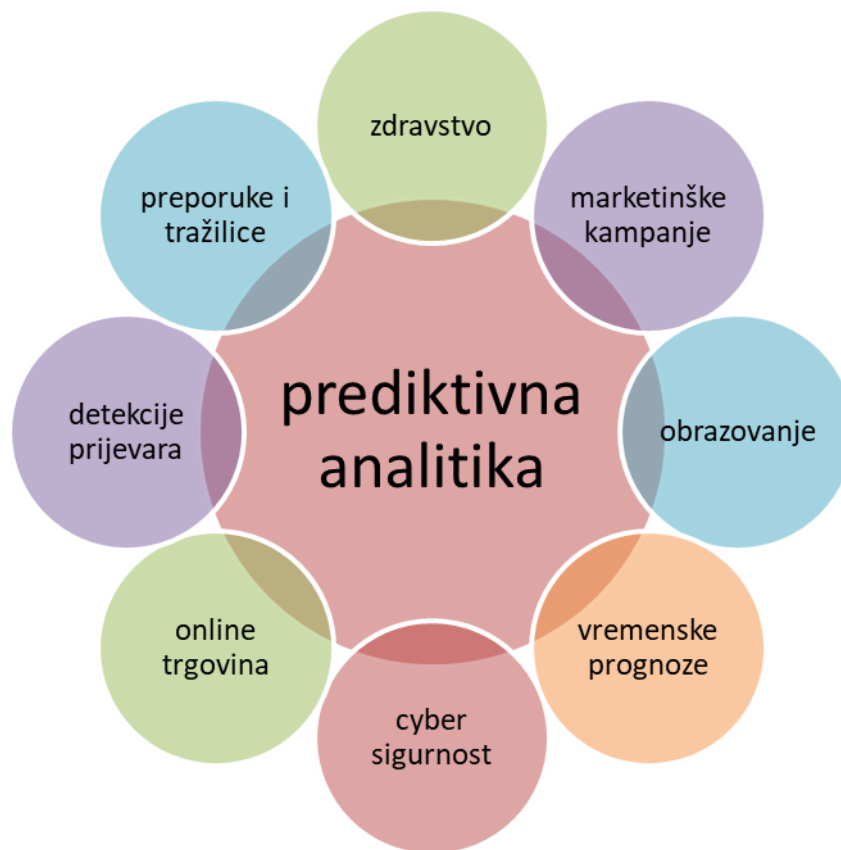 zdravstvo
marketinške
kampanje
obrazovanje
vremenske
prognoze
cyber
sigurnost
online
trgovina
detekcije
prijevara
preporuke i
tražilice
prediktivna
analitika